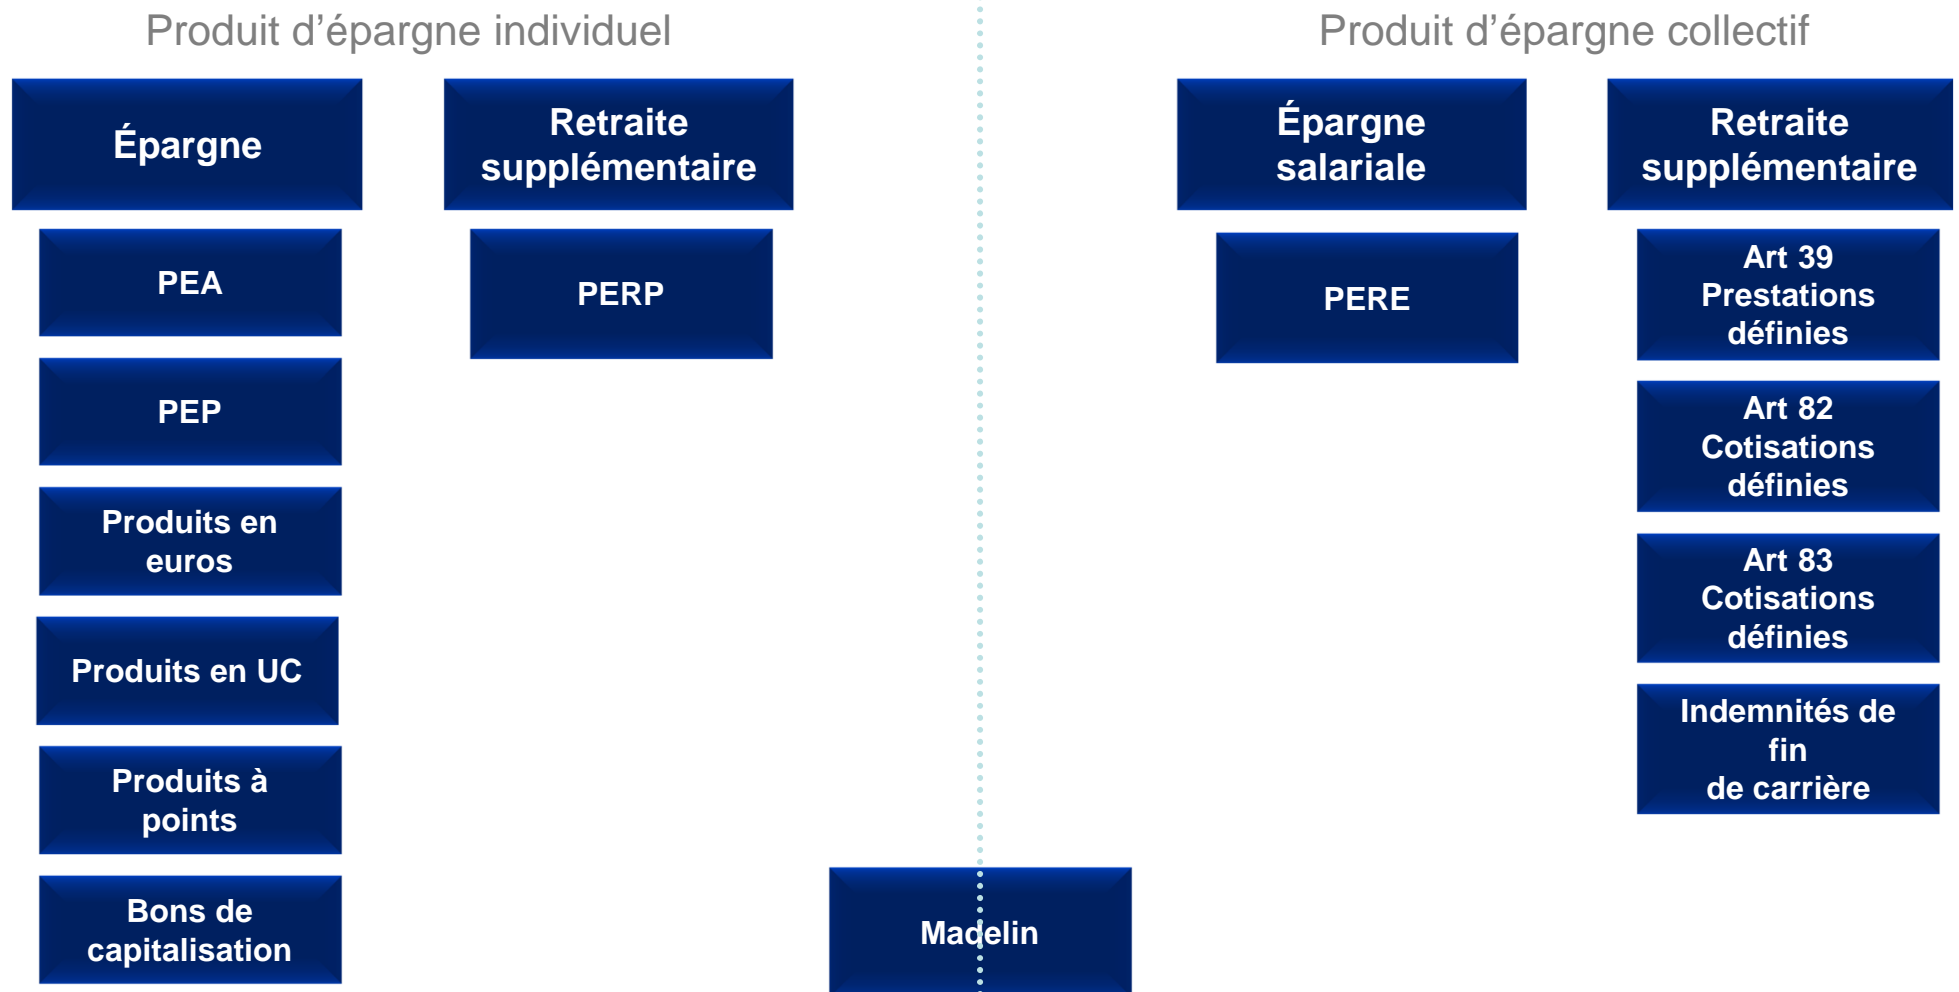 Produit d’épargne individuel
Épargne
Retraite
supplémentaire
PEA
PERP
PEP
Produits en
euros
Produits en UC
Produits à
points
Bons de
capitalisation
Madelin
Produit d’épargne collectif
Épargne
salariale
Retraite
supplémentaire
PERE
Art 39
Prestations
définies
Art 82
Cotisations
définies
Art 83
Cotisations
définies
Indemnités de
fin
de carrière